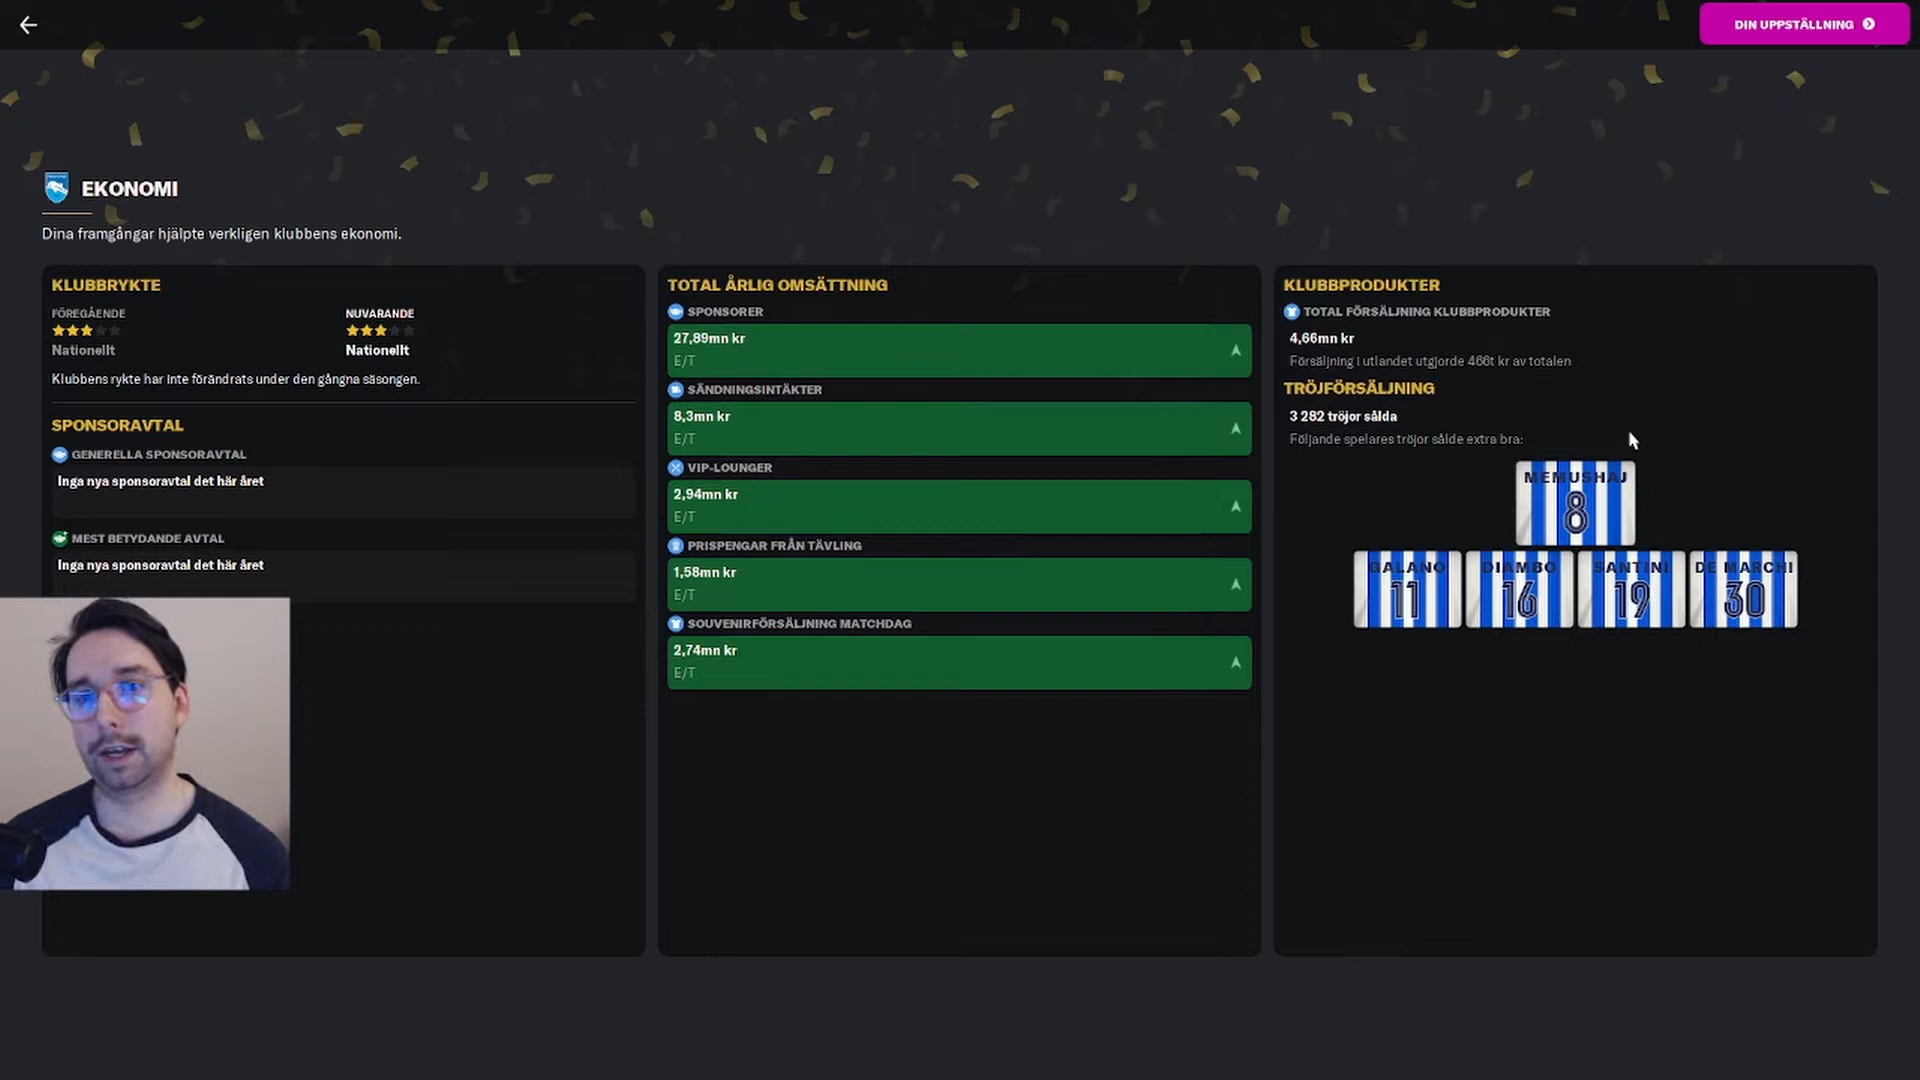 DIN UPPSTÄLLNING
EKONOMI
Dina framgångar hjälpte verkligen klubbens ekonomi.
KLUBBRYKTE
FÖREGÅENDE
NUVARANDE
Nationellt
Nationellt
Klubbens rykte har inte förändrats under den gångna säsongen.
SPONSORAVTAL
GENERELLA SPONSORAVTAL
Inga nya sponsoravtal det här året
MEST BETYDANDE AVTAL
Inga nya sponsoravtal det här året
TOTAL ÅRLIG OMSÄTTNING
SPONSORER
27,89mn kr
E/T
SÄNDNINGSINTÄKTER
8,3mn kr
E/T
VIP-LOUNGER
2,94mn kr
E/T
PRISPENGAR FRÅN TÄVLING
1,58mn kr
E/T
SOUVENIRFÖRSÄLJNING MATCHDAG
2,74mn kr
E/T
KLUBBPRODUKTER
TOTAL FÖRSÄLJNING KLUBBPRODUKTER
4,66mn kr
Försäljning i utlandet utgjorde 466t kr av totalen
TRÖJFÖRSÄLJNING
3 282 tröjor sålda
Följande spelares tröjor sålde extra bra:
MEMUSHAJ
8
GALANO
11
DIAMBO
16
SANTINI
19
DE MARCHI
30